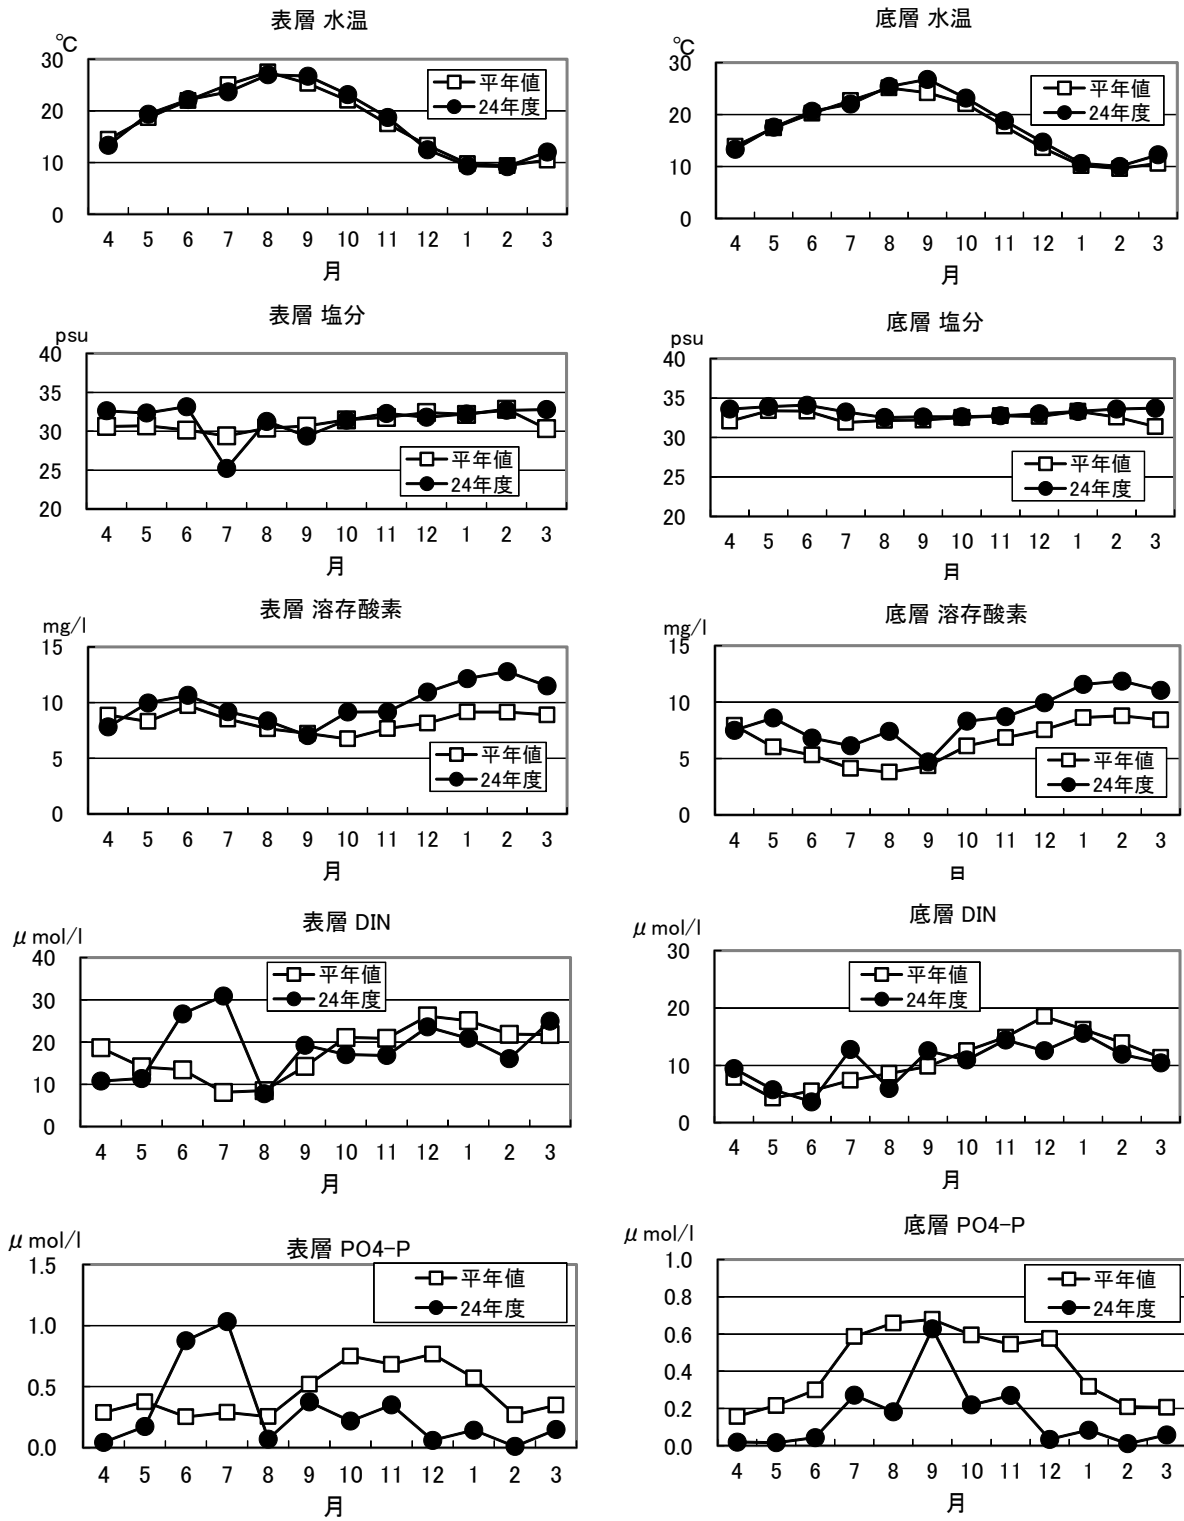 表層 水温
℃
30
20
10
0
平年値
24年度
4 5 6 7 8 9 10 11 12 1 2 3
月
底層 水温
℃
30
20
10
0
平年値
24年度
4 5 6 7 8 9 10 11 12 1 2 3
月
表層 塩分
psu
40
35
30
25
20
平年値
24年度
4 5 6 7 8 9 10 11 12 1 2 3
月
底層 塩分
psu
40
35
30
25
20
平年値
24年度
4 5 6 7 8 9 10 11 12 1 2 3
月
表層 溶存酸素
mg/l
15
10
5
0
平年値
24年度
4 5 6 7 8 9 10 11 12 1 2 3
月
底層 溶存酸素
mg/l
15
10
5
0
平年値
24年度
4 5 6 7 8 9 10 11 12 1 2 3
月
表層 DIN
μ mol/l
40
30
20
10
0
平年値
24年度
4 5 6 7 8 9 10 11 12 1 2 3
月
底層 DIN
μ mol/l
30
20
10
0
平年値
24年度
4 5 6 7 8 9 10 11 12 1 2 3
月
表層 PO4-P
μ mol/l
1.5
1.0
0.5
0.0
平年値
24年度
4 5 6 7 8 9 10 11 12 1 2 3
月
底層 PO4-P
μ mol/l
1.0
0.8
0.6
0.4
0.2
0.0
平年値
24年度
4 5 6 7 8 9 10 11 12 1 2 3
月